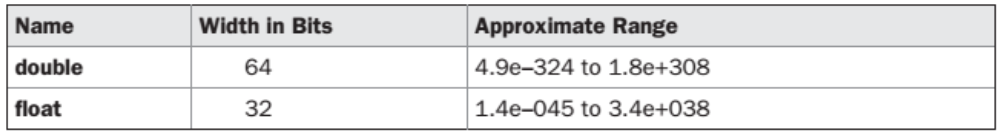 Name Width in Bits Approximate Range
double 64 4.9e–324 to 1.8e+308
float 32 1.4e–045 to 3.4e+038